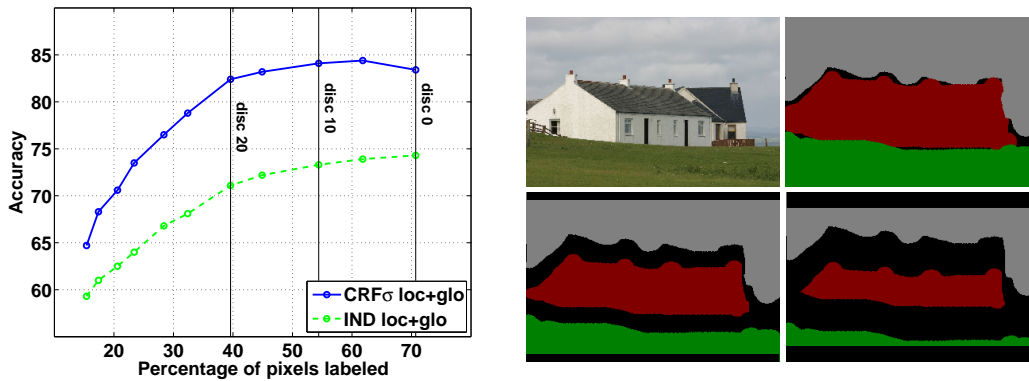 85
80
75
70
65
60
Accuracy
disc 20
disc 10
disc 0
CRFσ loc+glo
IND loc+glo
20 30 40 50 60 70
Percentage of pixels labeled